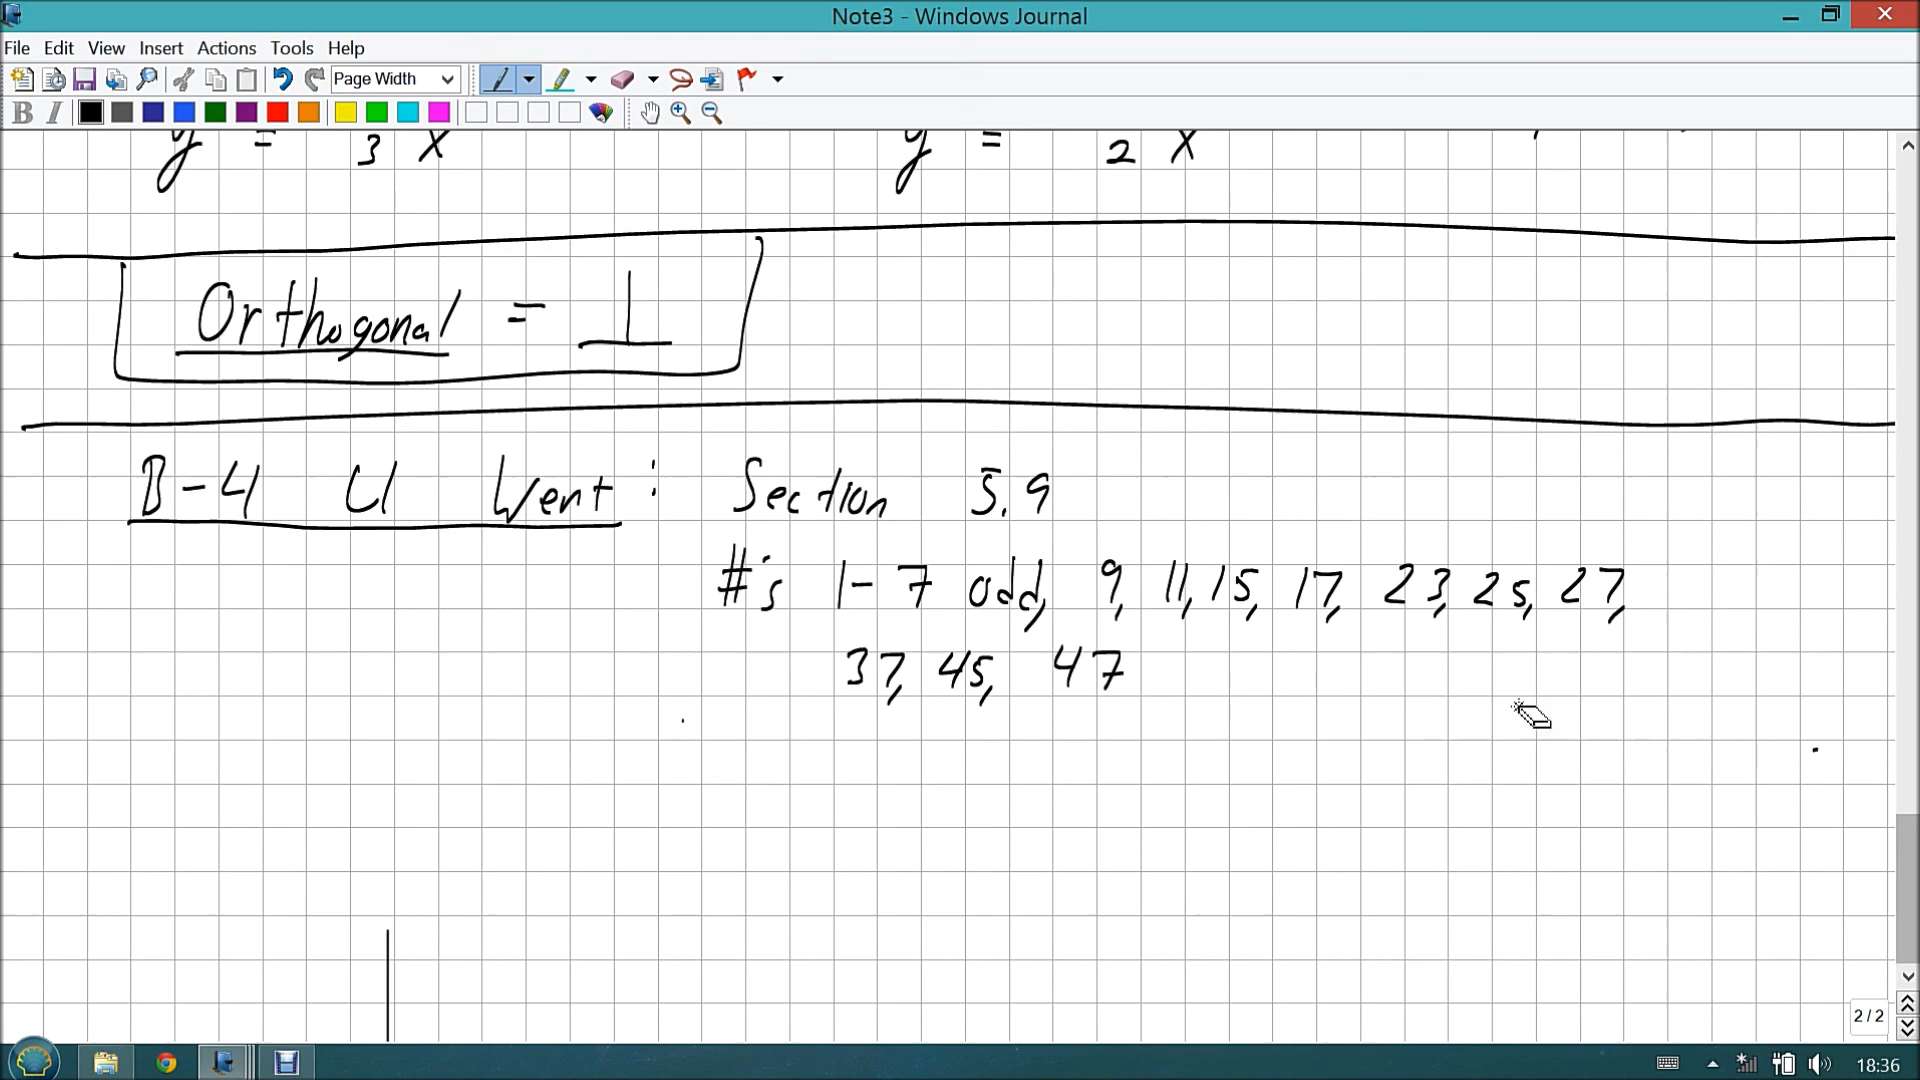 Note3 - Windows Journal
File Edit View Insert Actions Tools Help
Page Width
B I
y = 3 x y = 2 x
Orthogonal = ⊥
B-4 U Went: Section 5.9
#'s 1-7 odd, 9, 11, 15, 17, 23, 25, 27,
37, 45, 47
2 / 2
18:36